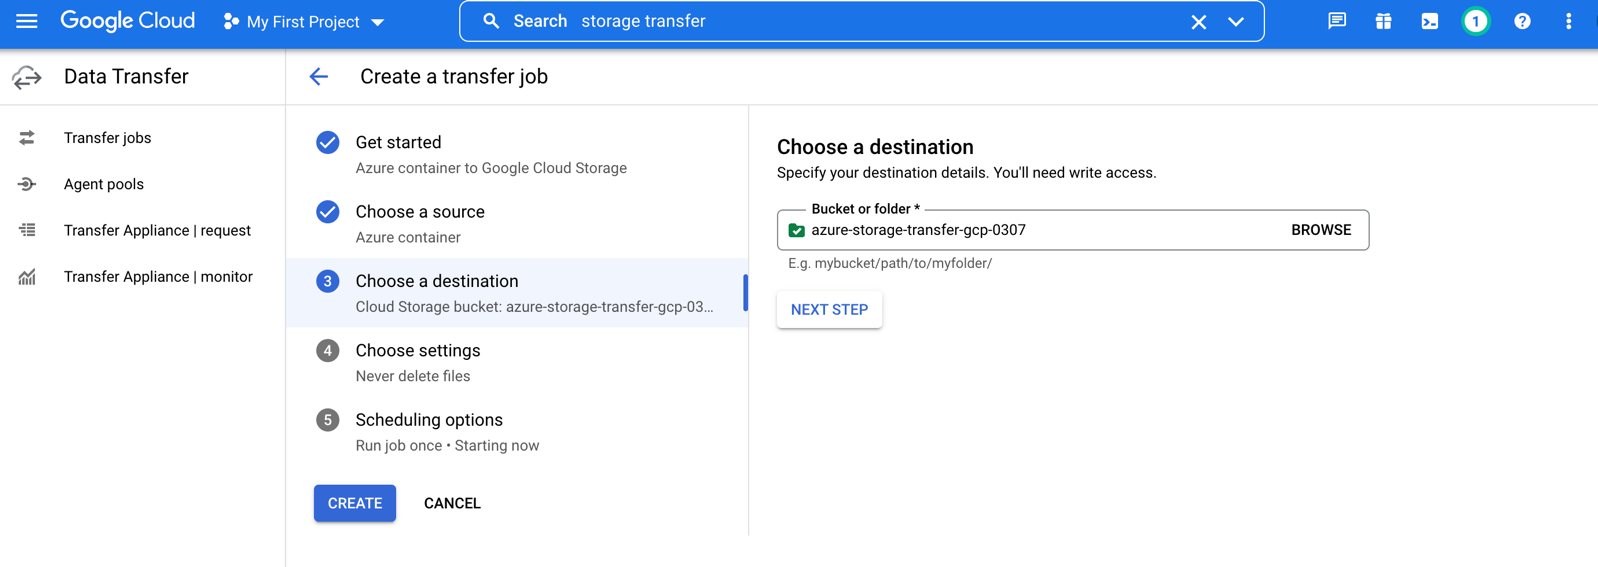 Google Cloud
My First Project
Search storage transfer
1
Data Transfer
Create a transfer job
Transfer jobs
Agent pools
Transfer Appliance | request
Transfer Appliance | monitor
Get started
Azure container to Google Cloud Storage
Choose a source
Azure container
3 Choose a destination
Cloud Storage bucket: azure-storage-transfer-gcp-03...
4 Choose settings
Never delete files
5 Scheduling options
Run job once • Starting now
CREATE CANCEL
Choose a destination
Specify your destination details. You'll need write access.
Bucket or folder *
azure-storage-transfer-gcp-0307 BROWSE
E.g. mybucket/path/to/myfolder/
NEXT STEP